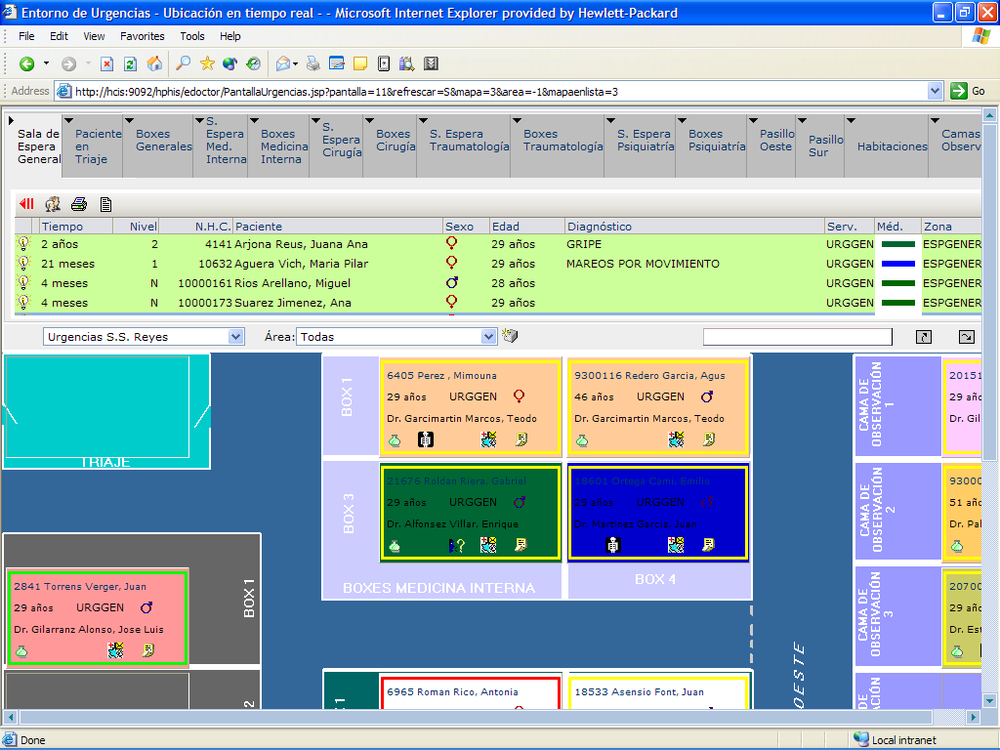 Entorno de Urgencias - Ubicación en tiempo real - - Microsoft Internet Explorer provided by Hewlett-Packard
File Edit View Favorites Tools Help
Address http://hcis:9092/hphis/edoctor/PantallaUrgencias.jsp?pantalla=11&refrescar=S&mapa=3&area=-1&mapaenlista=3 Go
Sala de Espera General
Paciente en Triaje
Boxes Generales
S. Espera Med. Interna
Boxes Medicina Interna
S. Espera Cirugía
Boxes Cirugía
S. Espera Traumatología
Boxes Traumatología
S. Espera Psiquiatría
Boxes Psiquiatría
Pasillo Oeste
Pasillo Sur
Habitaciones
Camas Observ
Tiempo Nivel N.H.C. Paciente Sexo Edad Diagnóstico Serv. Méd. Zona
2 años 2 4141 Arjona Reus, Juana Ana 29 años GRIPE URGGEN ESPGENER
21 meses 1 10632 Aguera Vich, Maria Pilar 29 años MAREOS POR MOVIMIENTO URGGEN ESPGENER
4 meses N 10000161 Rios Arellano, Miguel 28 años URGGEN ESPGENER
4 meses N 10000173 Suarez Jimenez, Ana 29 años URGGEN ESPGENER
Urgencias S.S. Reyes Área: Todas
TRIAJE
BOX 1
2841 Torrens Verger, Juan
29 años URGGEN
Dr. Gilarranz Alonso, Jose Luis
2
BOX 1
6405 Perez , Mimouna
29 años URGGEN
Dr. Garcimartin Marcos, Teodo
9300116 Redero Garcia, Agus
46 años URGGEN
Dr. Garcimartin Marcos, Teodo
BOX 3
21676 Roldan Riera, Gabriel
29 años URGGEN
Dr. Alfonsez Villar, Enrique
18601 Ortega Cami, Emilio
29 años URGGEN
Dr. Martinez Garcia, Juan
BOXES MEDICINA INTERNA
BOX 4
1
6965 Roman Rico, Antonia
18533 Asensio Font, Juan
OESTE
CAMA DE OBSERVACIÓN 1
20151
29 año
Dr. Gil
CAMA DE OBSERVACIÓN 2
93000
51 año
Dr. Pal
CAMA DE OBSERVACIÓN 3
20700
29 año
Dr. Est
DE
ACIÓN
Done Local intranet